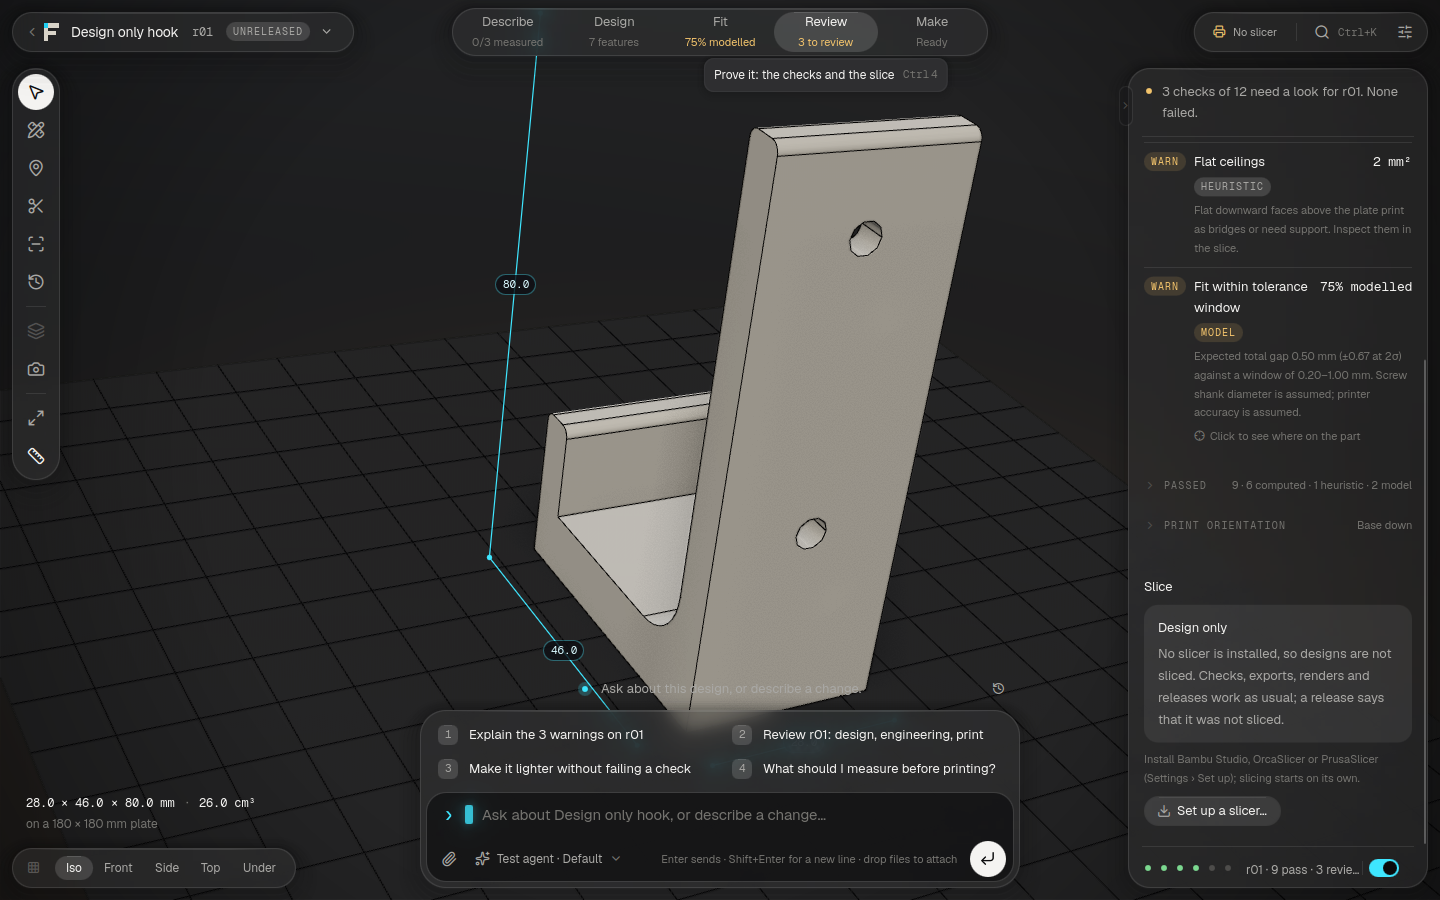 Design only hook r01 UNRELEASED
Describe
0/3 measured
Design
7 features
Fit
75% modelled
Review
3 to review
Make
Ready
No slicer
Ctrl+K
Prove it: the checks and the slice Ctrl 4
3 checks of 12 need a look for r01. None
failed.
WARN Flat ceilings 2 mm²
HEURISTIC
Flat downward faces above the plate print
as bridges or need support. Inspect them in
the slice.
WARN Fit within tolerance 75% modelled
window
MODEL
Expected total gap 0.50 mm (±0.67 at 2σ)
against a window of 0.20–1.00 mm. Screw
shank diameter is assumed; printer
accuracy is assumed.
Click to see where on the part
PASSED 9 · 6 computed · 1 heuristic · 2 model
PRINT ORIENTATION Base down
Slice
Design only
No slicer is installed, so designs are not
sliced. Checks, exports, renders and
releases work as usual; a release says
that it was not sliced.
Install Bambu Studio, OrcaSlicer or PrusaSlicer
(Settings › Set up); slicing starts on its own.
Set up a slicer...
r01 · 9 pass · 3 revie...
80.0
46.0
Ask about this design, or describe a change.
1 Explain the 3 warnings on r01
2 Review r01: design, engineering, print
3 Make it lighter without failing a check
4 What should I measure before printing?
Ask about Design only hook, or describe a change...
Test agent · Default
Enter sends · Shift+Enter for a new line · drop files to attach
28.0 × 46.0 × 80.0 mm · 26.0 cm³
on a 180 × 180 mm plate
Iso Front Side Top Under